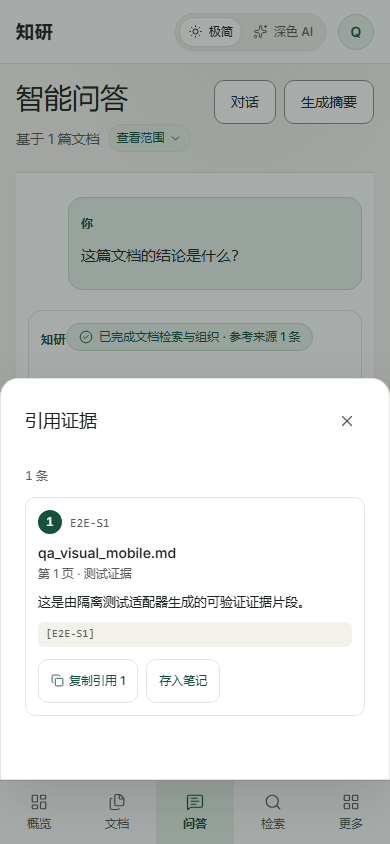 知研
极简
深色 AI
Q
智能问答
对话
生成摘要
基于 1 篇文档
查看范围
你
这篇文档的结论是什么？
知研
已完成文档检索与组织 · 参考来源 1 条
引用证据
1 条
1
E2E-S1
qa_visual_mobile.md
第 1 页 · 测试证据
这是由隔离测试适配器生成的可验证证据片段。
[E2E-S1]
复制引用 1
存入笔记
概览
文档
问答
检索
更多